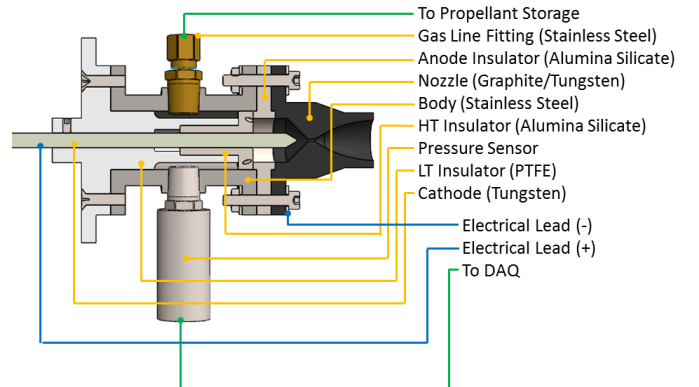 To Propellant Storage
Gas Line Fitting (Stainless Steel)
Anode Insulator (Alumina Silicate)
Nozzle (Graphite/Tungsten)
Body (Stainless Steel)
HT Insulator (Alumina Silicate)
Pressure Sensor
LT Insulator (PTFE)
Cathode (Tungsten)
Electrical Lead (-)
Electrical Lead (+)
To DAQ